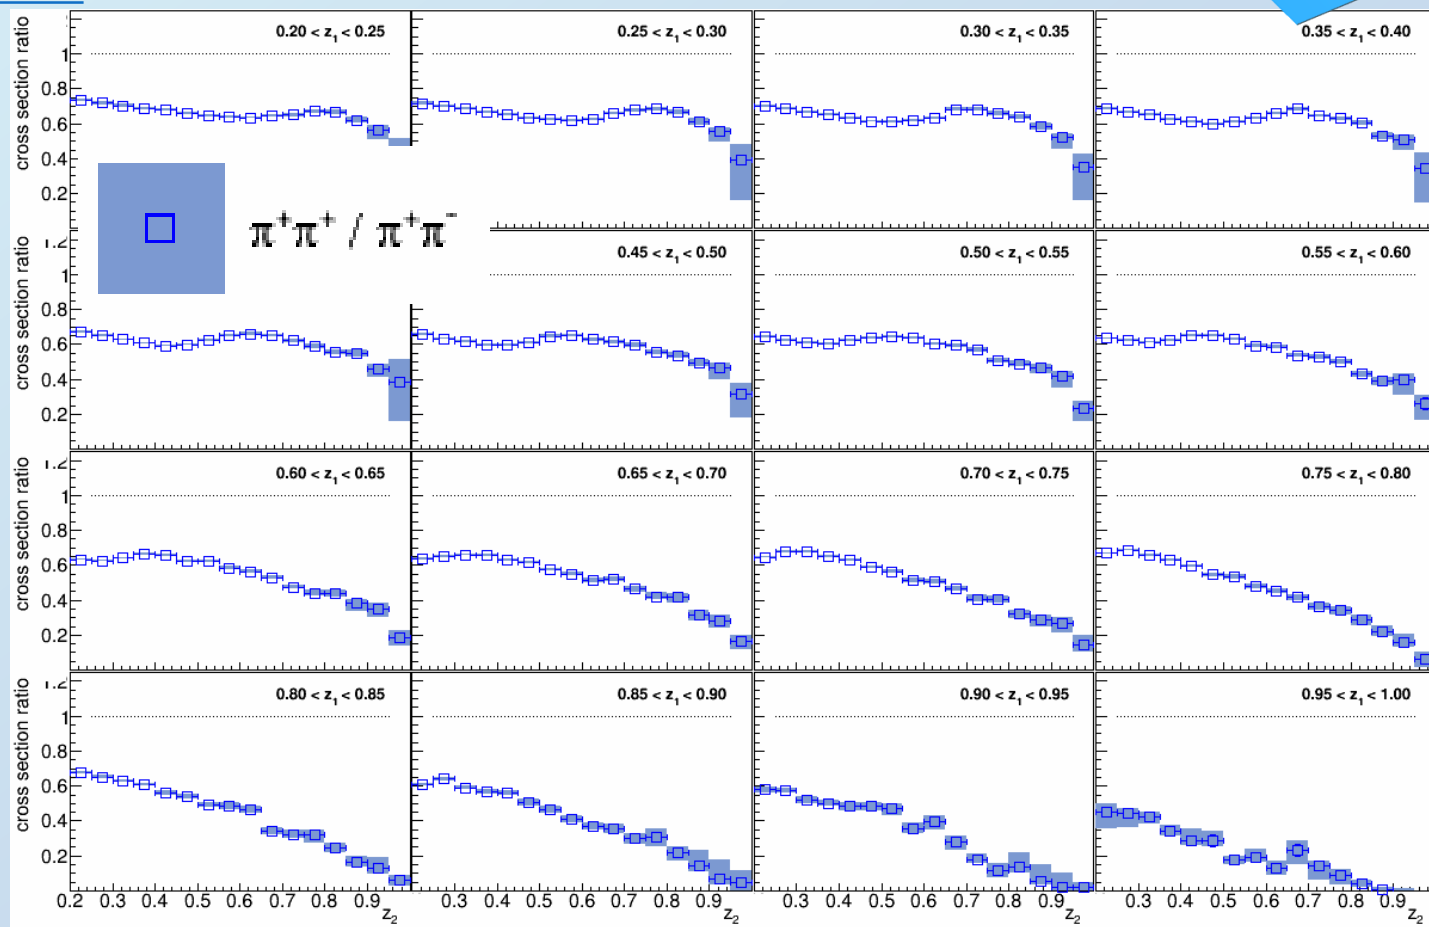 cross section ratio
0.20 < z1 < 0.25
0.25 < z1 < 0.30
0.30 < z1 < 0.35
0.35 < z1 < 0.40
1
0.8
0.6
0.4
0.2
π+π+ / π+π-
cross section ratio
0.45 < z1 < 0.50
0.50 < z1 < 0.55
0.55 < z1 < 0.60
1
0.8
0.6
0.4
0.2
cross section ratio
0.60 < z1 < 0.65
0.65 < z1 < 0.70
0.70 < z1 < 0.75
0.75 < z1 < 0.80
1
0.8
0.6
0.4
0.2
cross section ratio
0.80 < z1 < 0.85
0.85 < z1 < 0.90
0.90 < z1 < 0.95
0.95 < z1 < 1.00
1
0.8
0.6
0.4
0.2
0.2 0.3 0.4 0.5 0.6 0.7 0.8 0.9
0.3 0.4 0.5 0.6 0.7 0.8 0.9
0.3 0.4 0.5 0.6 0.7 0.8 0.9
0.3 0.4 0.5 0.6 0.7 0.8 0.9
z2
z2
z2
z2